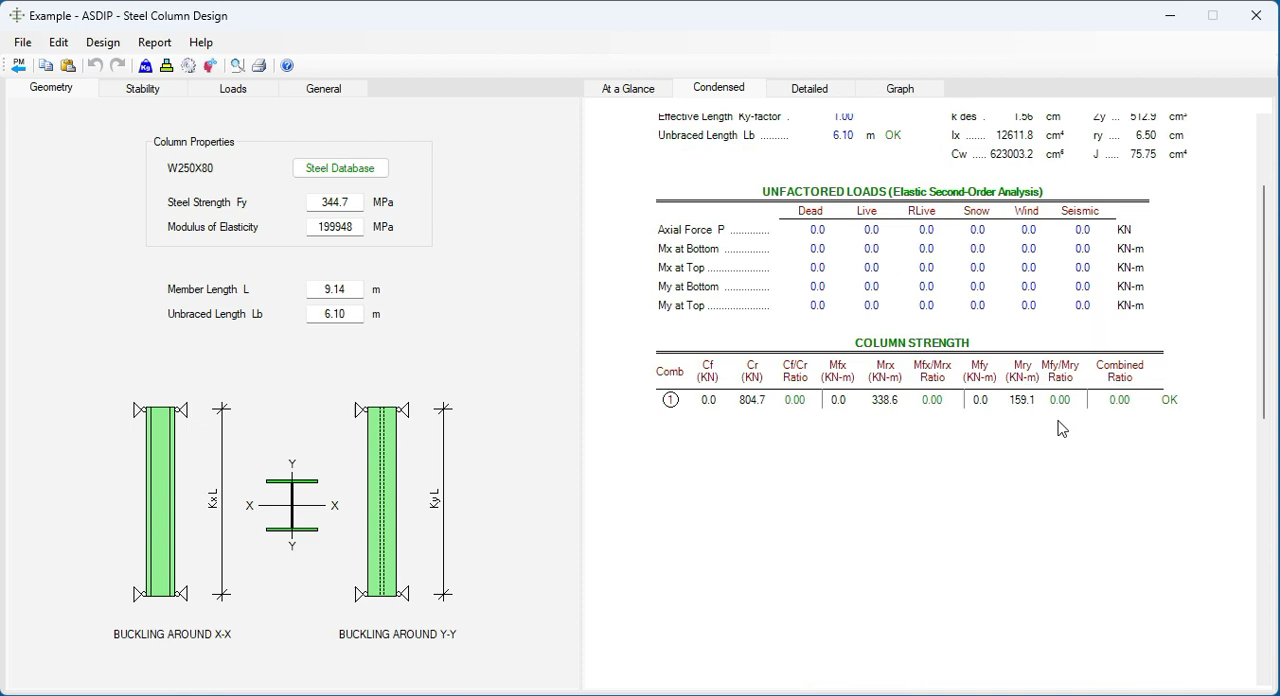 Example - ASDIP - Steel Column Design
File Edit Design Report Help
PM Kg
Geometry Stability Loads General At a Glance Condensed Detailed Graph
Column Properties
W250X80 Steel Database
Steel Strength Fy 344.7 MPa
Modulus of Elasticity 199948 MPa
Member Length L 9.14 m
Unbraced Length Lb 6.10 m
KxL
Y
X X
Y
KyL
BUCKLING AROUND X-X BUCKLING AROUND Y-Y
Effective Length Ky-factor . 1.00 k des . 1.56 cm Zy ... 512.9 cm³
Unbraced Length Lb .......... 6.10 m OK Ix ....... 12611.8 cm⁴ ry .... 6.50 cm
Cw ..... 623003.2 cm⁶ J ..... 75.75 cm⁴
UNFACTORED LOADS (Elastic Second-Order Analysis)
Dead Live RLive Snow Wind Seismic
Axial Force P .............. 0.0 0.0 0.0 0.0 0.0 0.0 KN
Mx at Bottom ................ 0.0 0.0 0.0 0.0 0.0 0.0 KN-m
Mx at Top ...................... 0.0 0.0 0.0 0.0 0.0 0.0 KN-m
My at Bottom ................ 0.0 0.0 0.0 0.0 0.0 0.0 KN-m
My at Top ...................... 0.0 0.0 0.0 0.0 0.0 0.0 KN-m
COLUMN STRENGTH
Comb Cf (KN) Cr (KN) Cf/Cr Ratio Mfx (KN-m) Mrx (KN-m) Mfx/Mrx Ratio Mfy (KN-m) Mry (KN-m) Mfy/Mry Ratio Combined Ratio
1 0.0 804.7 0.00 0.0 338.6 0.00 0.0 159.1 0.00 0.00 OK